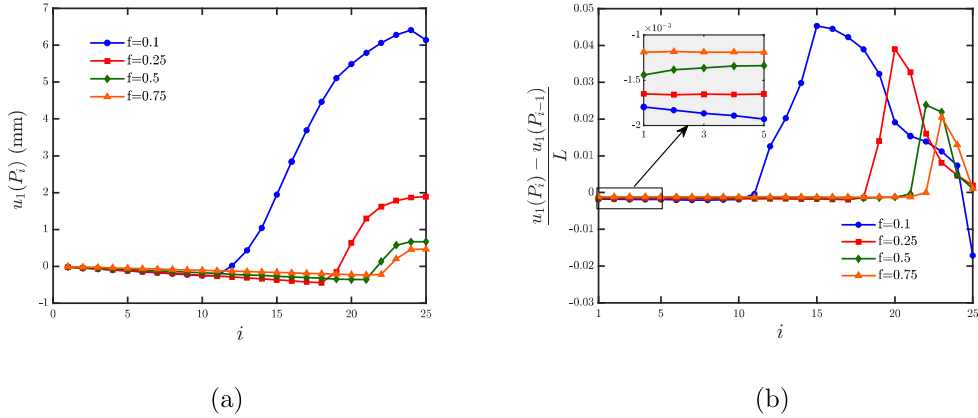 7
6
5
4
3
2
1
0
-1
0
5
10
15
20
25
u₁(Pᵢ) (mm)
i
f=0.1
f=0.25
f=0.5
f=0.75
(a)
0.05
0.04
0.03
0.02
0.01
0
-0.01
-0.02
-0.03
1
5
10
15
20
25
u₁(Pᵢ) − u₁(Pᵢ₋₁)
L
i
×10⁻³
-1
-1.5
-2
1
3
5
f=0.1
f=0.25
f=0.5
f=0.75
(b)